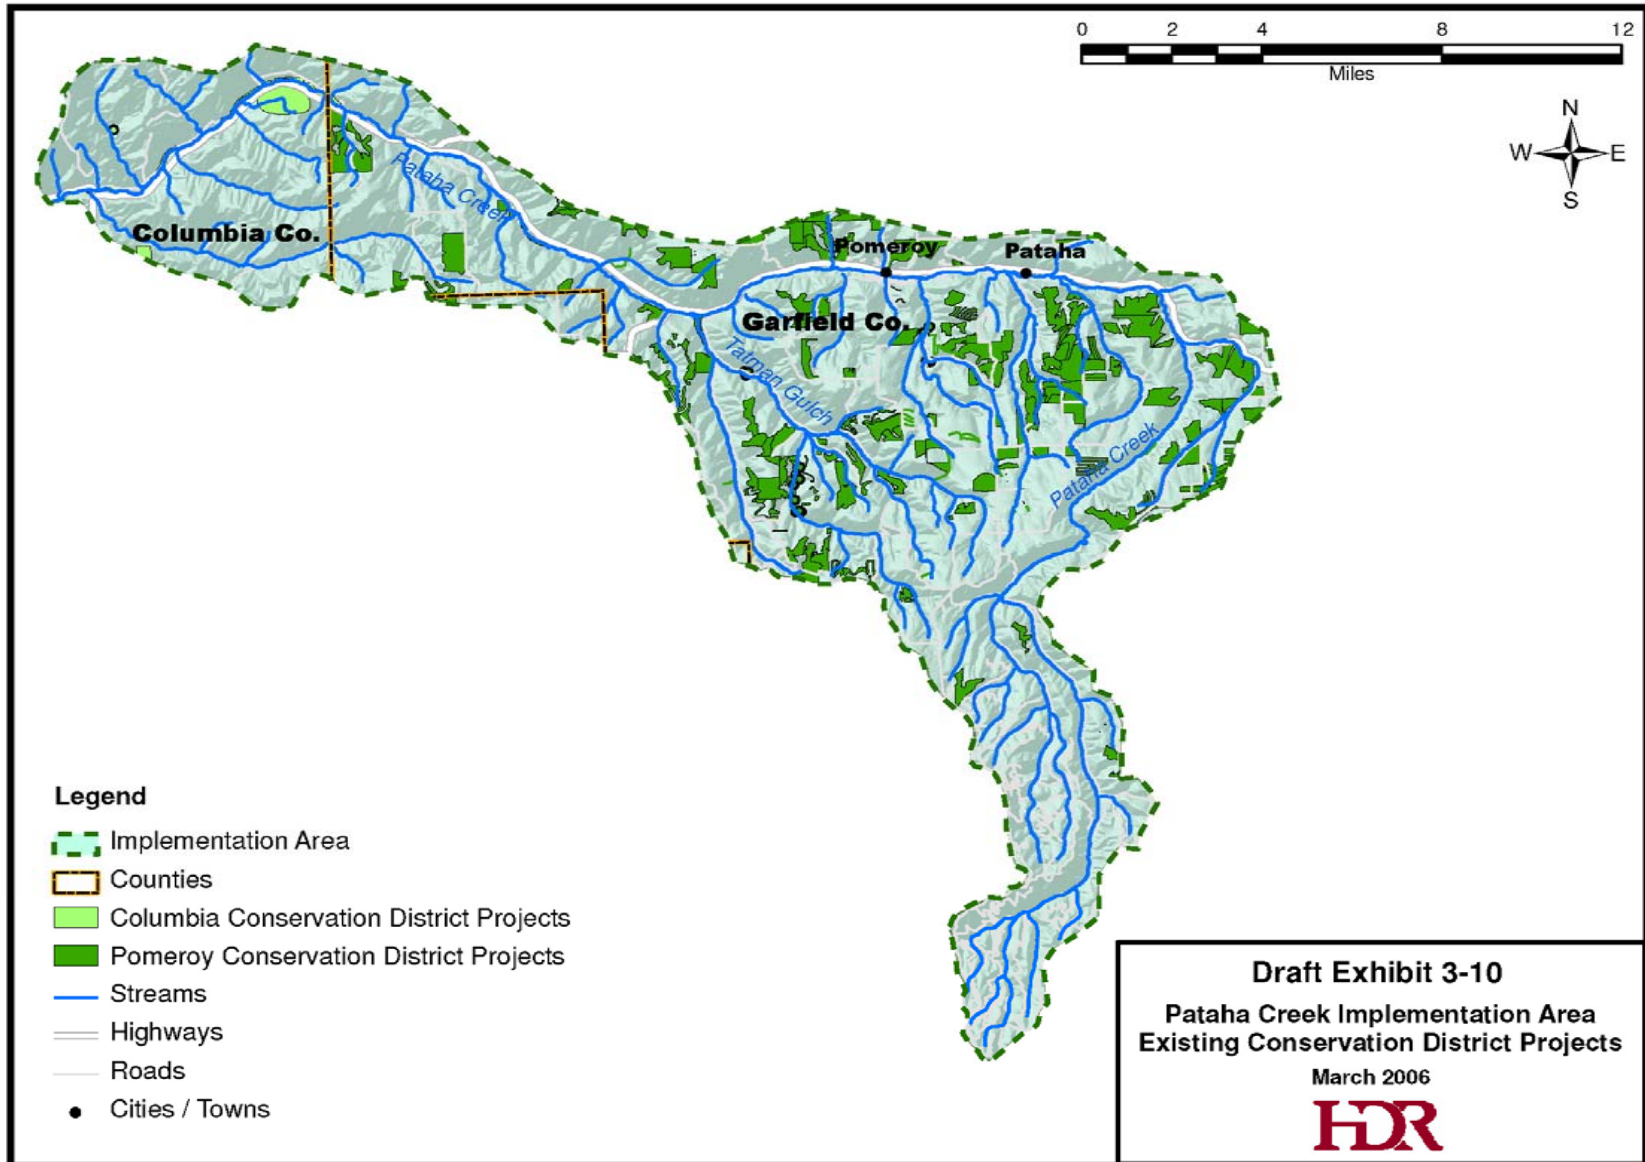 0 2 4 8 12
Miles
N
W E
S
Pataha Creek
Columbia Co.
Pomeroy
Pataha
Garfield Co.
Tatman Gulch
Pataha Creek
Legend
Implementation Area
Counties
Columbia Conservation District Projects
Pomeroy Conservation District Projects
Streams
Highways
Roads
Cities / Towns
Draft Exhibit 3-10
Pataha Creek Implementation Area
Existing Conservation District Projects
March 2006
HDR